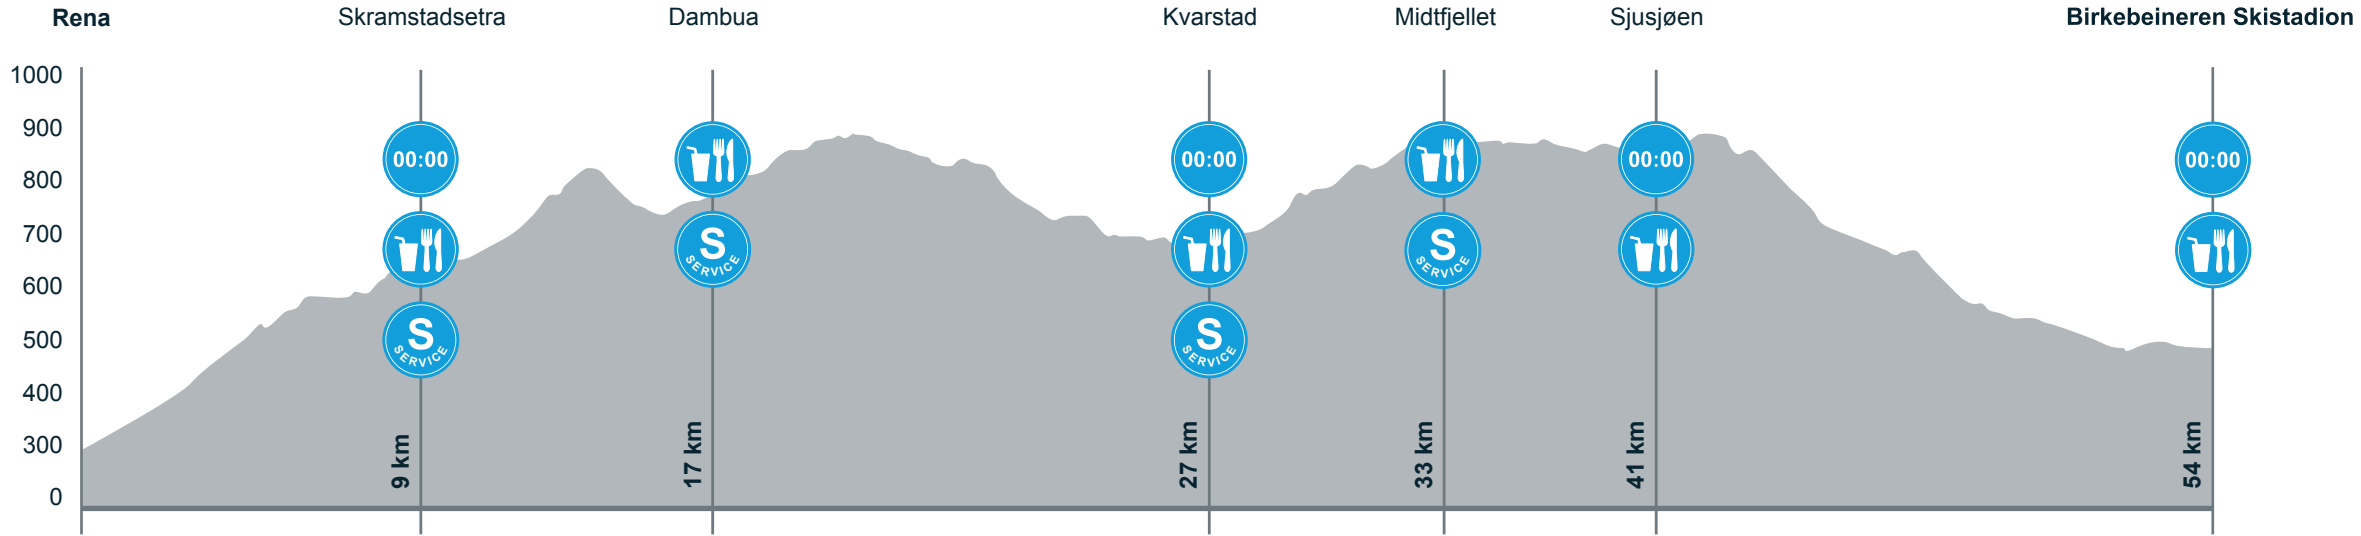 Rena
Skramstadsetra
Dambua
Kvarstad
Midtfjellet
Sjusjøen
Birkebeineren Skistadion
1000
900
800
700
600
500
400
300
0
00:00
S
SERVICE
9 km
S
SERVICE
17 km
00:00
S
SERVICE
27 km
S
SERVICE
33 km
00:00
41 km
00:00
54 km